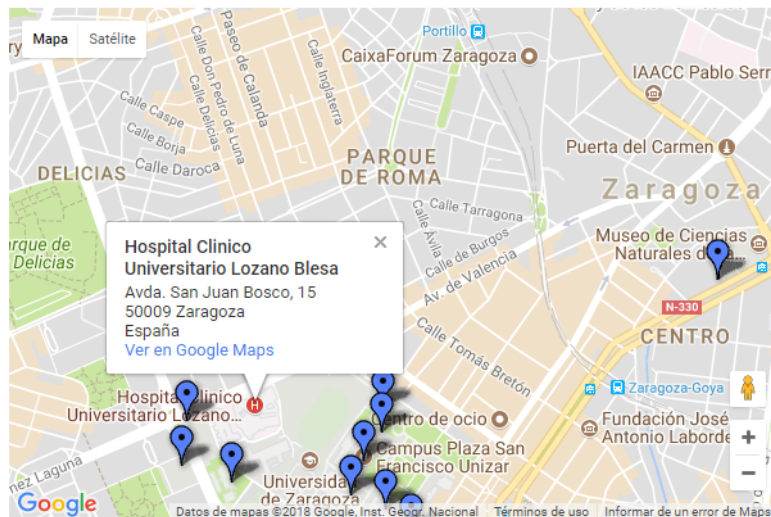 Mapa
Satélite
Portillo
CaixaForum Zaragoza
IAACC Pablo Serr
Paseo de Calanda
Calle Don Pedro de Luna
Calle Delicias
Calle Inglaterra
Calle Caspe
Calle Borja
Calle Daroca
DELICIAS
PARQUE
DE ROMA
Puerta del Carmen
Zaragoza
Calle Tarragona
Calle Ávila
Calle de Burgos
Av. de Valencia
Museo de Ciencias
Naturales d
arque de
Delicias
Hospital Clinico
Universitario Lozano Blesa
Avda. San Juan Bosco, 15
50009 Zaragoza
España
Ver en Google Maps
N-330
CENTRO
Calle Tomás Bretón
Zaragoza-Goya
Hospital Clínico
Universitario Lozano...
Centro de ocio
Fundación José
Antonio Laborde
Campus Plaza San
Francisco Unizar
nez Laguna
Universida
de Zaragoza
Google
Datos de mapas ©2018 Google, Inst. Geogr. Nacional
Términos de uso
Informar de un error de Maps